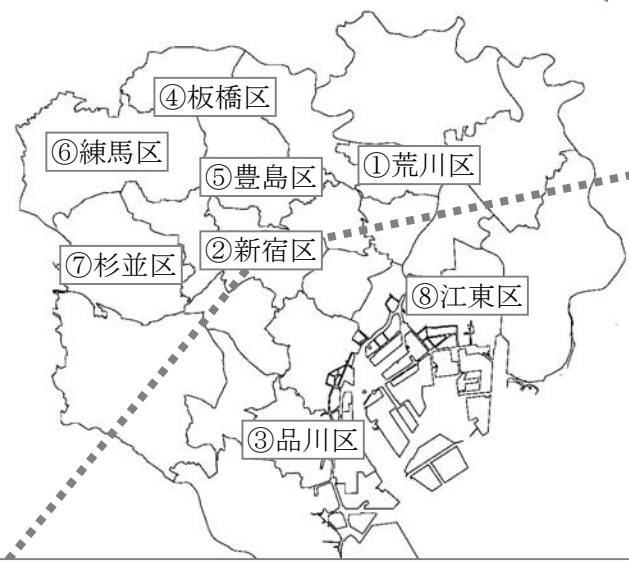 ④板橋区
⑥練馬区
①荒川区
⑤豊島区
②新宿区
⑦杉並区
⑧江東区
③品川区